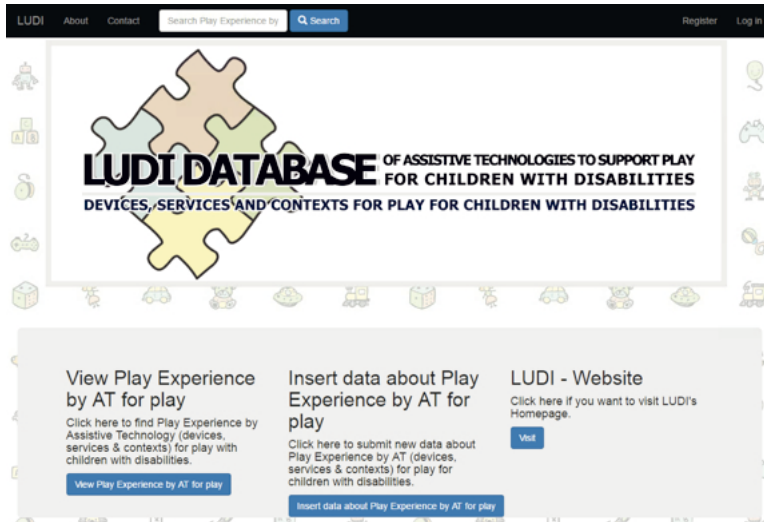 LUDI About Contact Search Play Experience by Search Register Log in
LUDI DATABASE OF ASSISTIVE TECHNOLOGIES TO SUPPORT PLAY
FOR CHILDREN WITH DISABILITIES
DEVICES, SERVICES AND CONTEXTS FOR PLAY FOR CHILDREN WITH DISABILITIES
View Play Experience
by AT for play
Click here to find Play Experience by
Assistive Technology (devices,
services & contexts) for play with
children with disabilities.
View Play Experience by AT for play
Insert data about Play
Experience by AT for
play
Click here to submit new data about
Play Experience by AT (devices,
services & contexts) for play for
children with disabilities.
Insert data about Play Experience by AT for play
LUDI - Website
Click here if you want to visit LUDI's
Homepage.
Visit